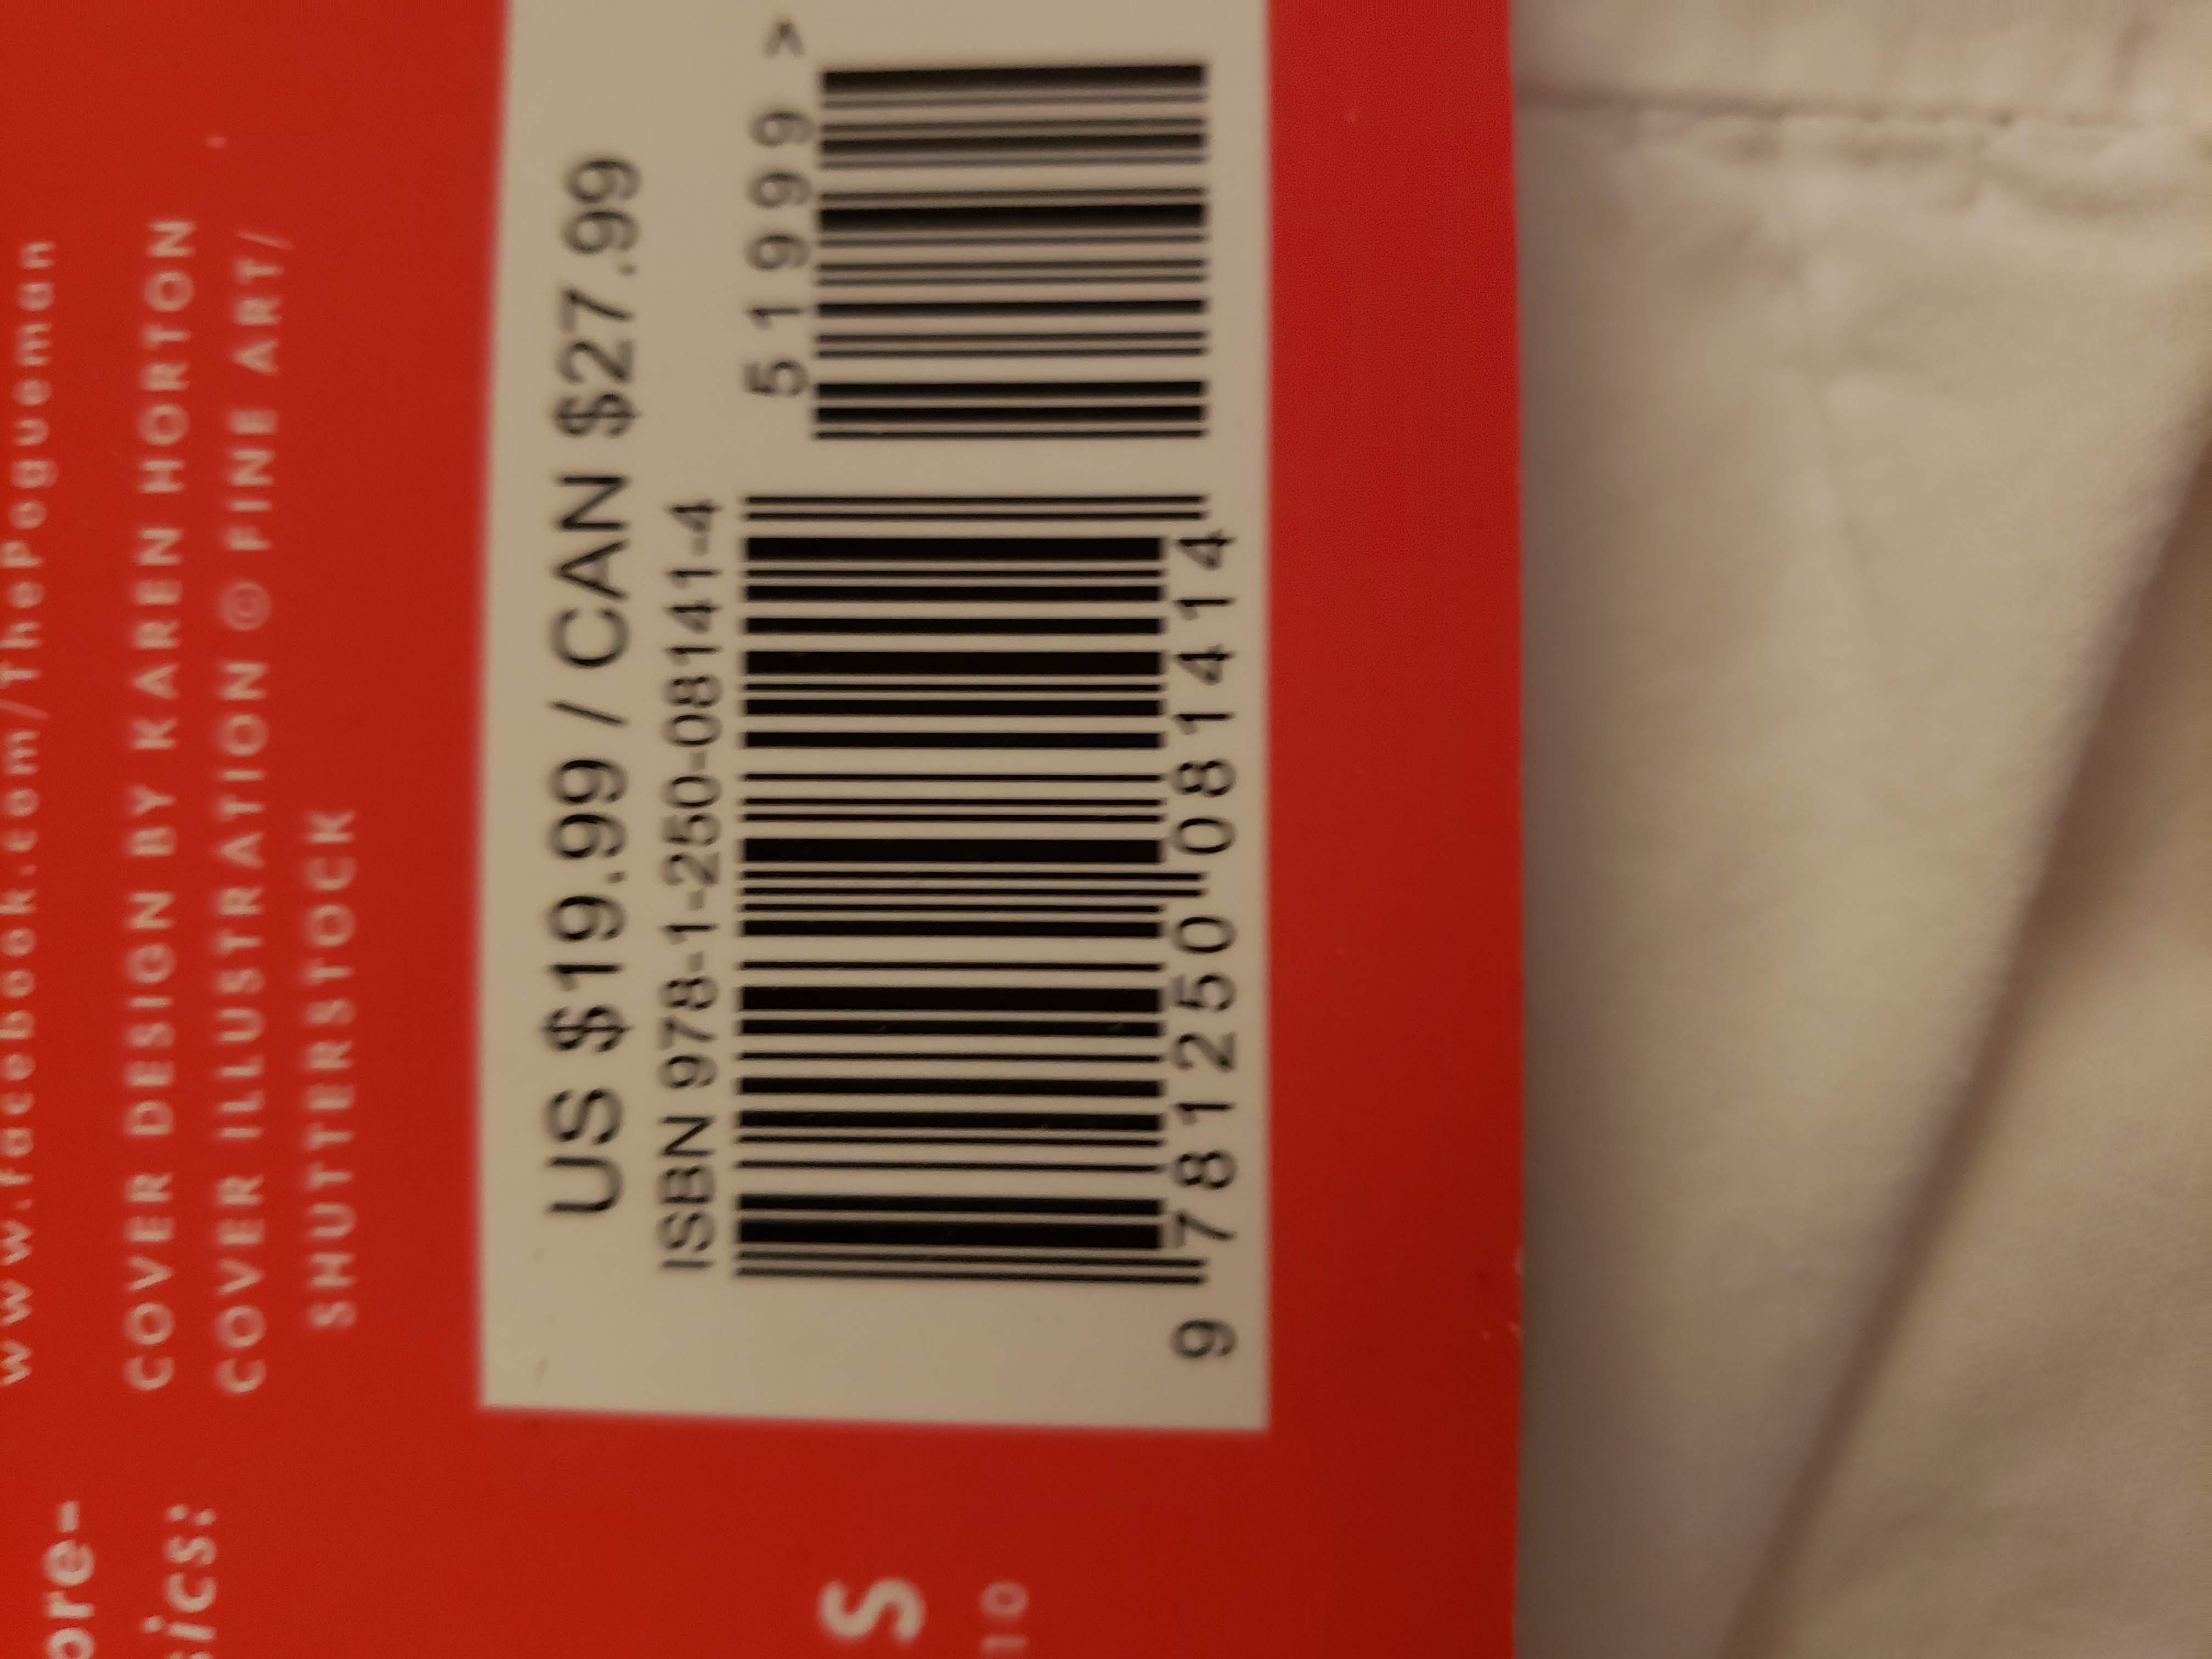 ore-
sics:
www.facebook.com/ThePogueman
COVER DESIGN BY KAREN HORTON
COVER ILLUSTRATION © FINE ART/
SHUTTERSTOCK
S
10
US $19.99 / CAN $27.99
ISBN 978-1-250-08141-4
51999>
9 781250 081414